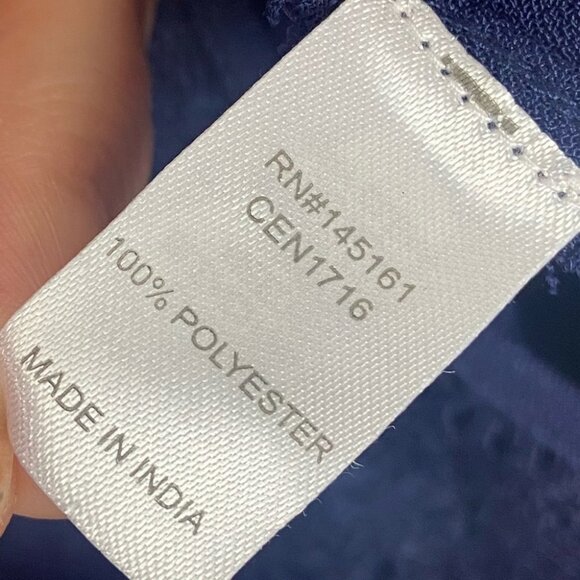 RN#145161
CEN1716
100% POLYESTER
MADE IN INDIA